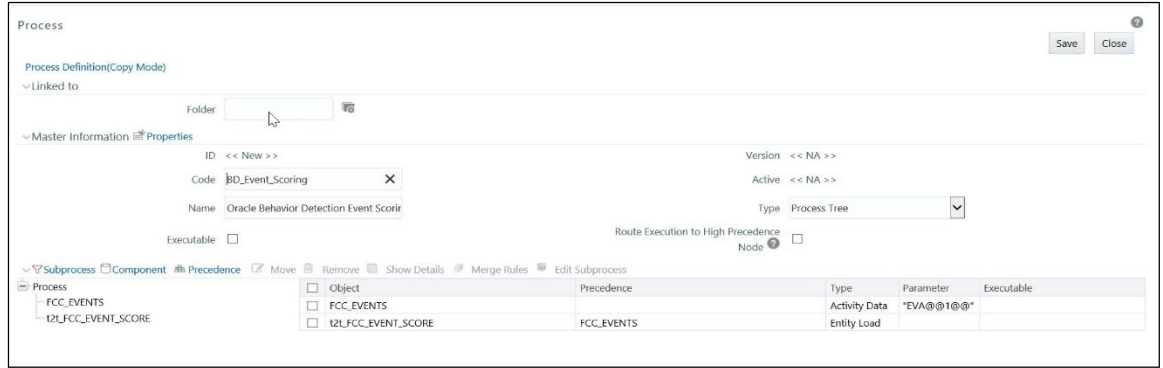 Process
Save Close
Process Definition(Copy Mode)
Linked to
Folder
Master Information Properties
ID << New >> Version << NA >>
Code BD_Event_Scoring Active << NA >>
Name Oracle Behavior Detection Event Scorir Type Process Tree
Executable Route Execution to High Precedence Node
Subprocess Component Precedence Move Remove Show Details Merge Rules Edit Subprocess
Process Object Precedence Type Parameter Executable
FCC_EVENTS FCC_EVENTS Activity Data "EVA@@1@@"
t2t_FCC_EVENT_SCORE t2t_FCC_EVENT_SCORE FCC_EVENTS Entity Load